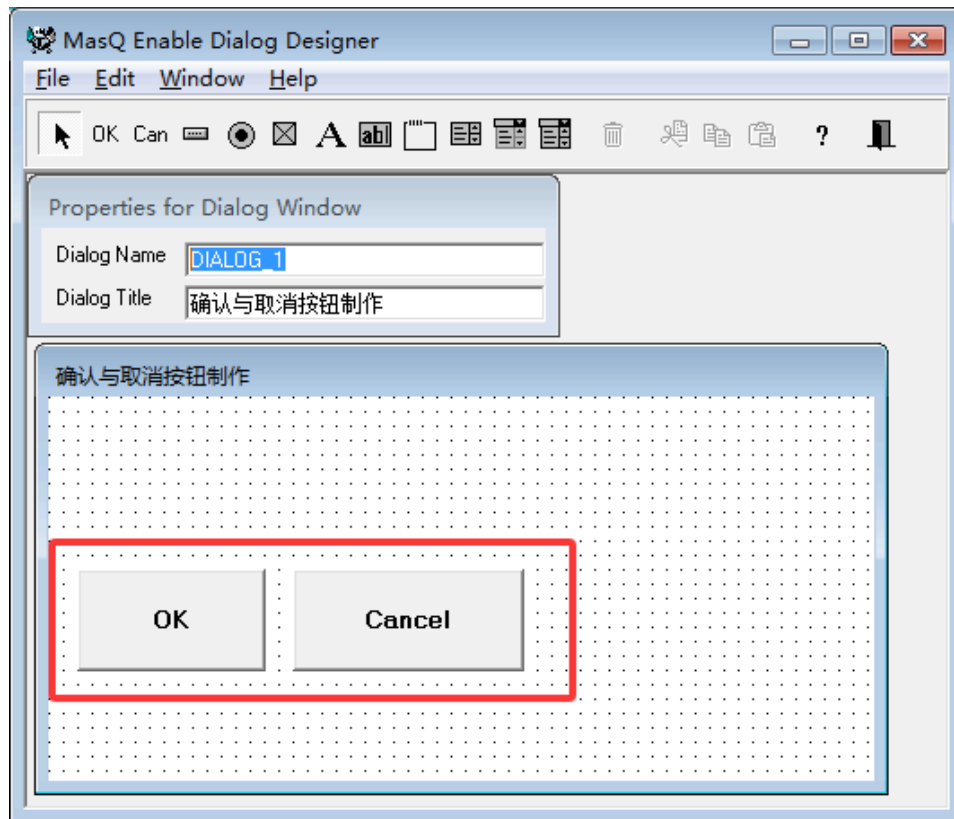 MasQ Enable Dialog Designer
File Edit Window Help
OK Can A abl ?
Properties for Dialog Window
Dialog Name DIALOG_1
Dialog Title 确认与取消按钮制作
确认与取消按钮制作
OK Cancel